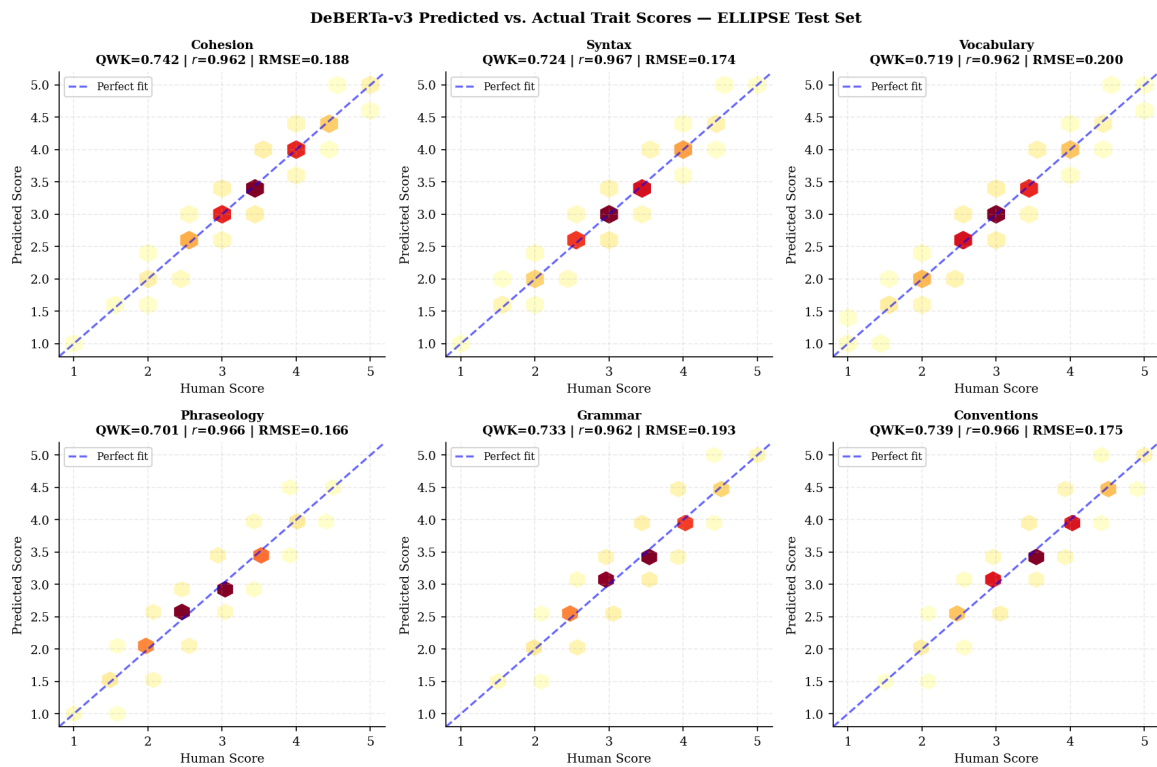 DeBERTa-v3 Predicted vs. Actual Trait Scores — ELLIPSE Test Set
Cohesion
QWK=0.742 | r=0.962 | RMSE=0.188
Perfect fit
5.0
4.5
4.0
3.5
3.0
2.5
2.0
1.5
1.0
Predicted Score
1 2 3 4 5
Human Score
Syntax
QWK=0.724 | r=0.967 | RMSE=0.174
Perfect fit
5.0
4.5
4.0
3.5
3.0
2.5
2.0
1.5
1.0
Predicted Score
1 2 3 4 5
Human Score
Vocabulary
QWK=0.719 | r=0.962 | RMSE=0.200
Perfect fit
5.0
4.5
4.0
3.5
3.0
2.5
2.0
1.5
1.0
Predicted Score
1 2 3 4 5
Human Score
Phraseology
QWK=0.701 | r=0.966 | RMSE=0.166
Perfect fit
5.0
4.5
4.0
3.5
3.0
2.5
2.0
1.5
1.0
Predicted Score
1 2 3 4 5
Human Score
Grammar
QWK=0.733 | r=0.962 | RMSE=0.193
Perfect fit
5.0
4.5
4.0
3.5
3.0
2.5
2.0
1.5
1.0
Predicted Score
1 2 3 4 5
Human Score
Conventions
QWK=0.739 | r=0.966 | RMSE=0.175
Perfect fit
5.0
4.5
4.0
3.5
3.0
2.5
2.0
1.5
1.0
Predicted Score
1 2 3 4 5
Human Score